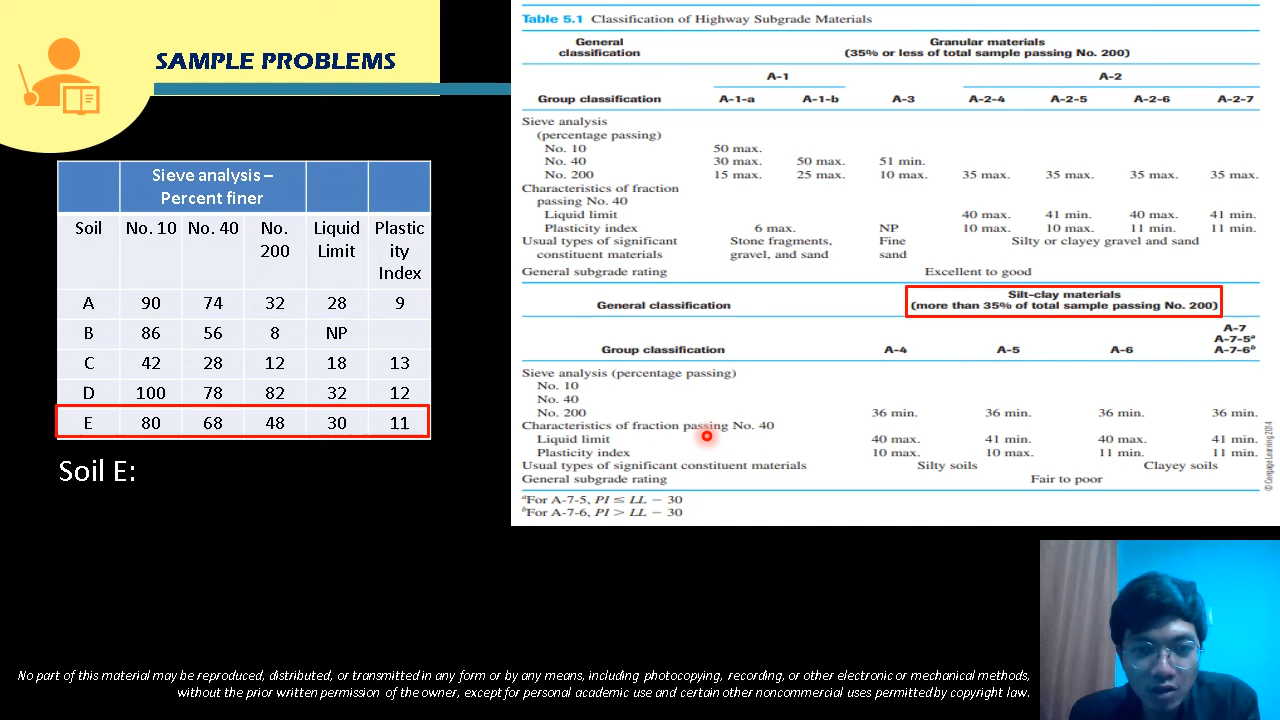 SAMPLE PROBLEMS
Sieve analysis –
Percent finer
Soil No. 10 No. 40 No. 200 Liquid Limit Plasticity Index
A 90 74 32 28 9
B 86 56 8 NP
C 42 28 12 18 13
D 100 78 82 32 12
E 80 68 48 30 11
Soil E:
Table 5.1 Classification of Highway Subgrade Materials
General classification Granular materials (35% or less of total sample passing No. 200)
A-1 A-2
Group classification A-1-a A-1-b A-3 A-2-4 A-2-5 A-2-6 A-2-7
Sieve analysis
(percentage passing)
No. 10 50 max.
No. 40 30 max. 50 max. 51 min.
No. 200 15 max. 25 max. 10 max. 35 max. 35 max. 35 max. 35 max.
Characteristics of fraction
passing No. 40
Liquid limit 40 max. 41 min. 40 max. 41 min.
Plasticity index 6 max. NP 10 max. 10 max. 11 min. 11 min.
Usual types of significant constituent materials Stone fragments, gravel, and sand Fine sand Silty or clayey gravel and sand
General subgrade rating Excellent to good
General classification Silt-clay materials (more than 35% of total sample passing No. 200)
A-7
A-7-5ᵃ
Group classification A-4 A-5 A-6 A-7-6ᵇ
Sieve analysis (percentage passing)
No. 10
No. 40
No. 200 36 min. 36 min. 36 min. 36 min.
Characteristics of fraction passing No. 40
Liquid limit 40 max. 41 min. 40 max. 41 min.
Plasticity index 10 max. 10 max. 11 min. 11 min.
Usual types of significant constituent materials Silty soils Clayey soils
General subgrade rating Fair to poor
ᵃFor A-7-5, PI ≤ LL − 30
ᵇFor A-7-6, PI > LL − 30
© Cengage Learning 2014
No part of this material may be reproduced, distributed, or transmitted in any form or by any means, including photocopying, recording, or other electronic or mechanical methods,
without the prior written permission of the owner, except for personal academic use and certain other noncommercial uses permitted by copyright law.